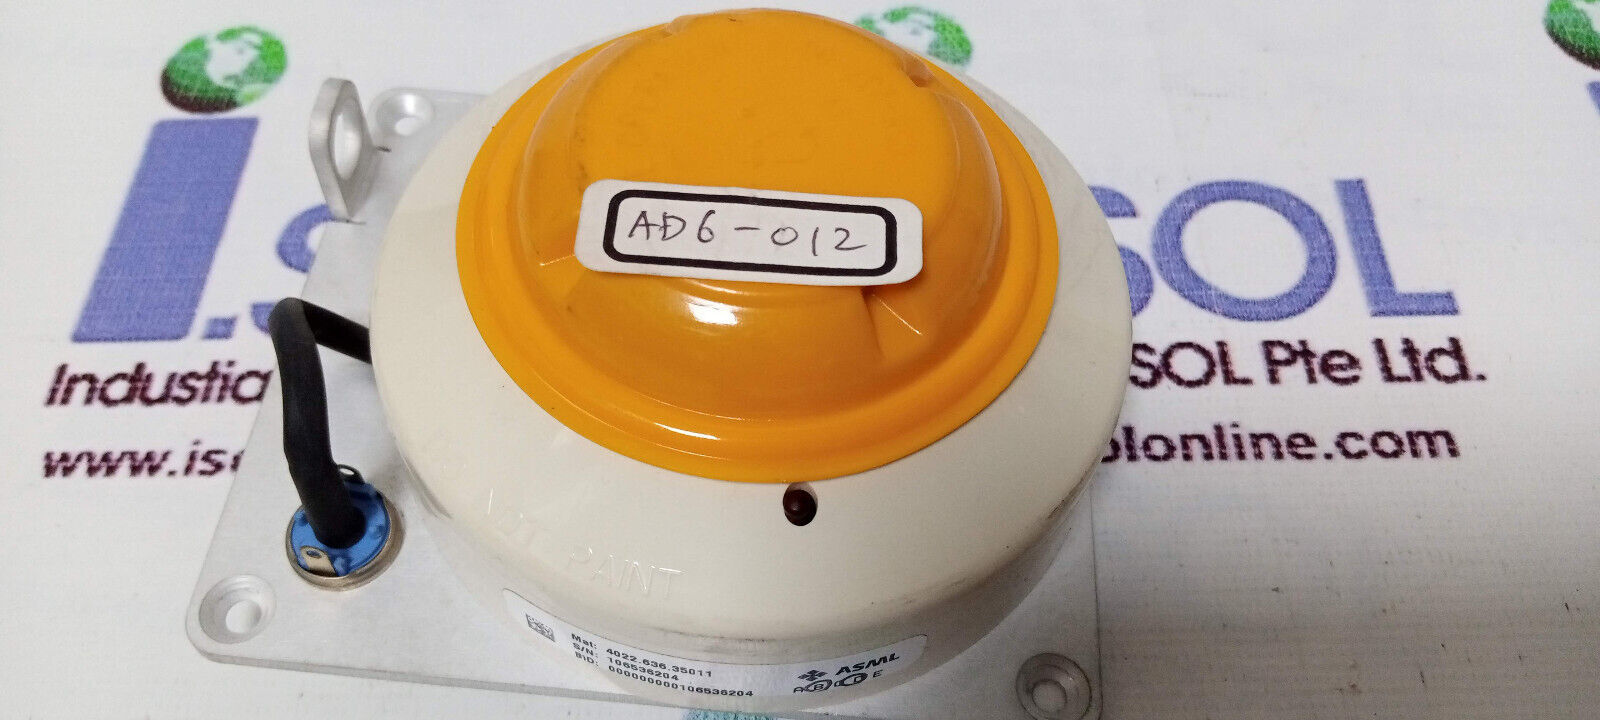 I.S
SOL
Industia
SOL Pte Ltd.
www.is
olonline.com
AD6-012
PAINT
Mat: 4022.636.35011
S/N: 106536204
BID: 000000000106536204
ASML